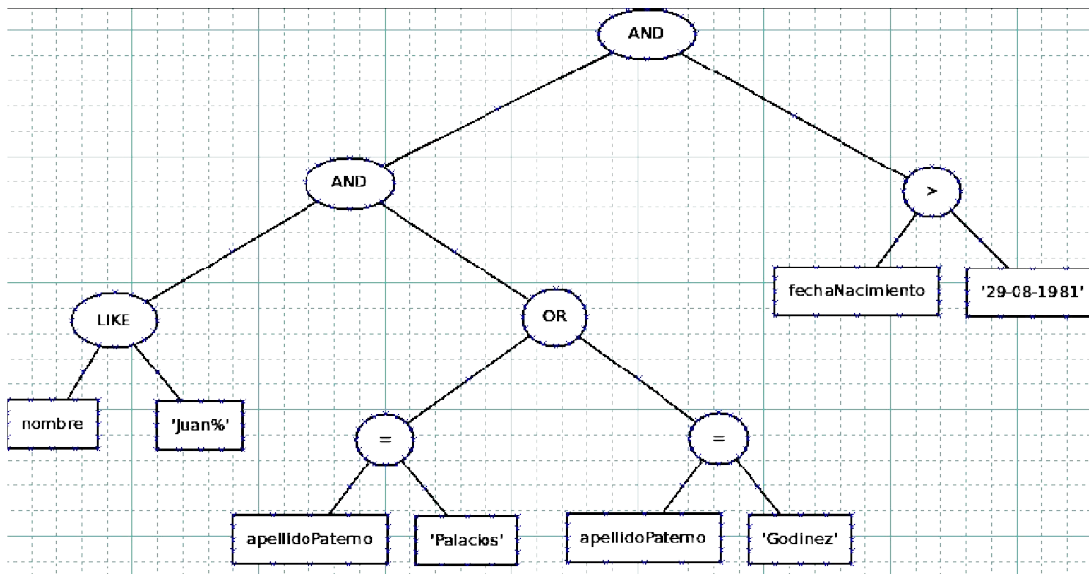 AND
AND
>
fechaNacimiento
'29-08-1981'
LIKE
OR
nombre
'Juan%'
=
=
apellidoPaterno
'Palacios'
apellidoPaterno
'Godinez'